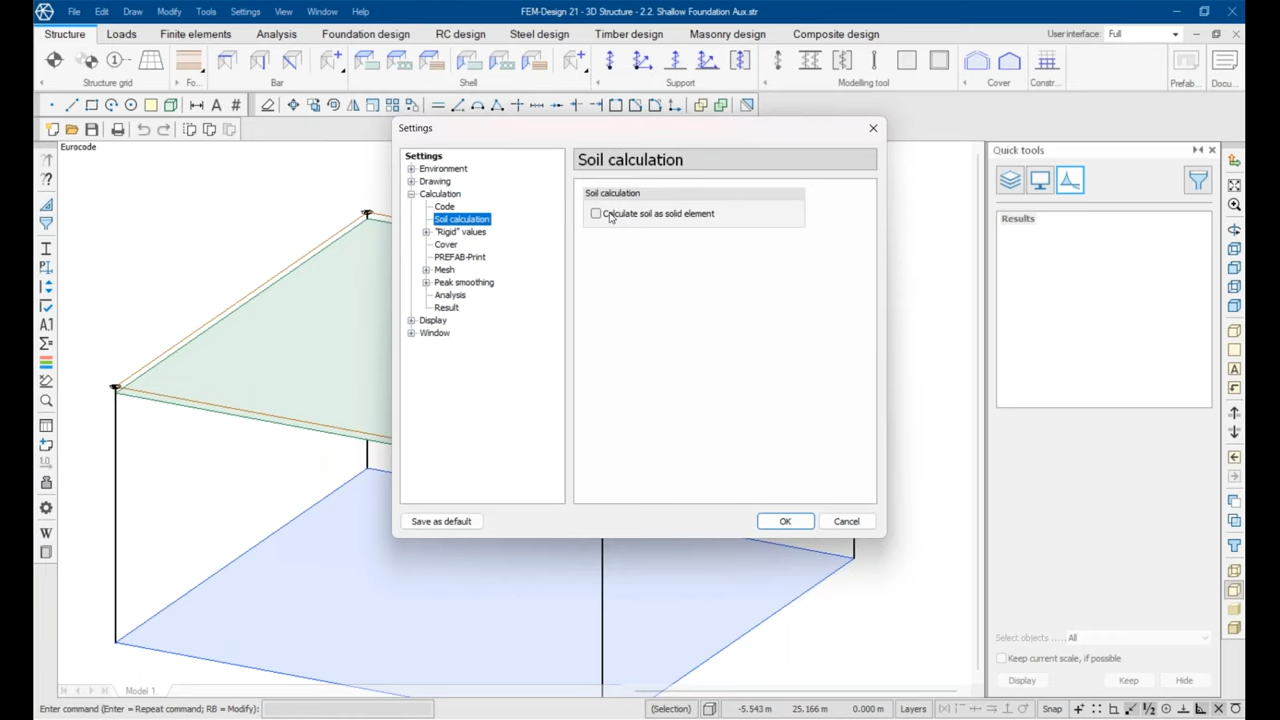 File Edit Draw Modify Tools Settings View Window Help
FEM-Design 21 - 3D Structure - 2.2. Shallow Foundation Aux.str
Structure Loads Finite elements Analysis Foundation design RC design Steel design Timber design Masonry design Composite design
User interface: Full
Structure grid Fo... Bar Shell Support Modelling tool Cover Constr... Prefab... Docu...
Eurocode
Settings
Settings
Environment
Drawing
Calculation
Code
Soil calculation
"Rigid" values
Cover
PREFAB-Print
Mesh
Peak smoothing
Analysis
Result
Display
Window
Soil calculation
Soil calculation
Calculate soil as solid element
Save as default
OK
Cancel
Quick tools
Results
Select objects ..... All
Keep current scale, if possible
Display Keep Hide
Model 1.
Enter command (Enter = Repeat command; RB = Modify):
(Selection)
-5.543 m 25.166 m 0.000 m
Layers
Snap